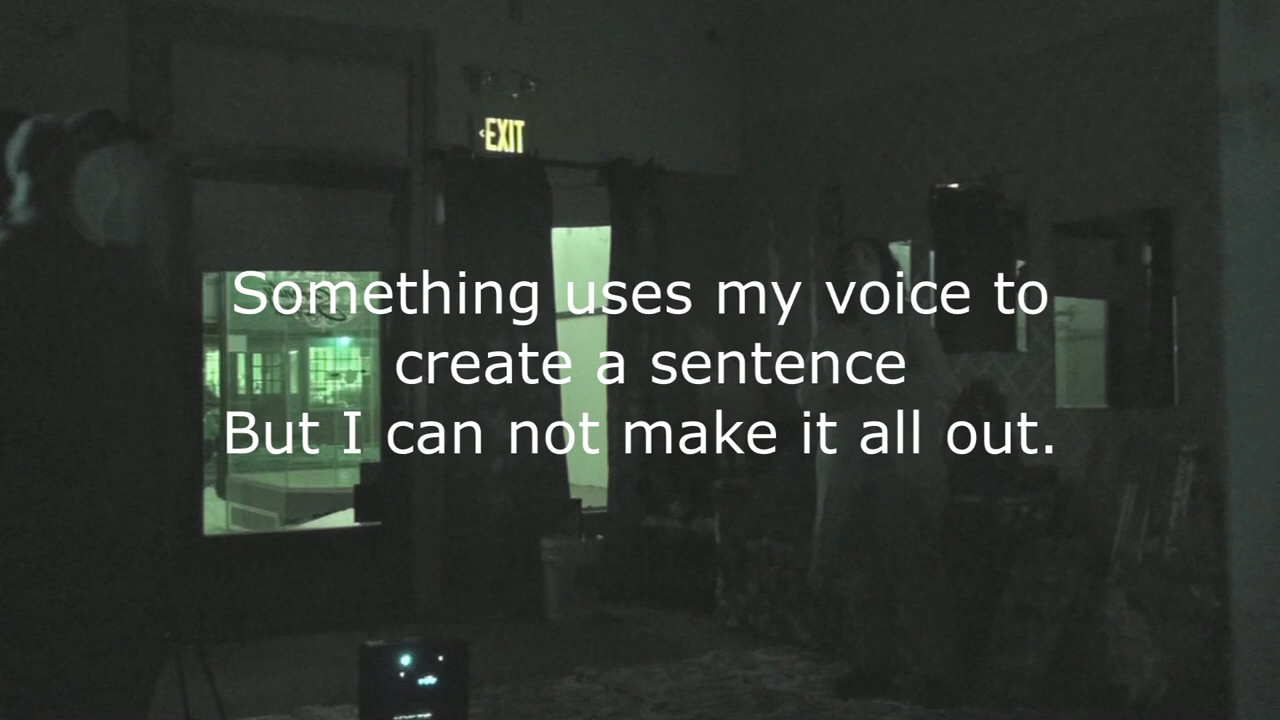 EXIT
Something uses my voice to
create a sentence
But I can not make it all out.